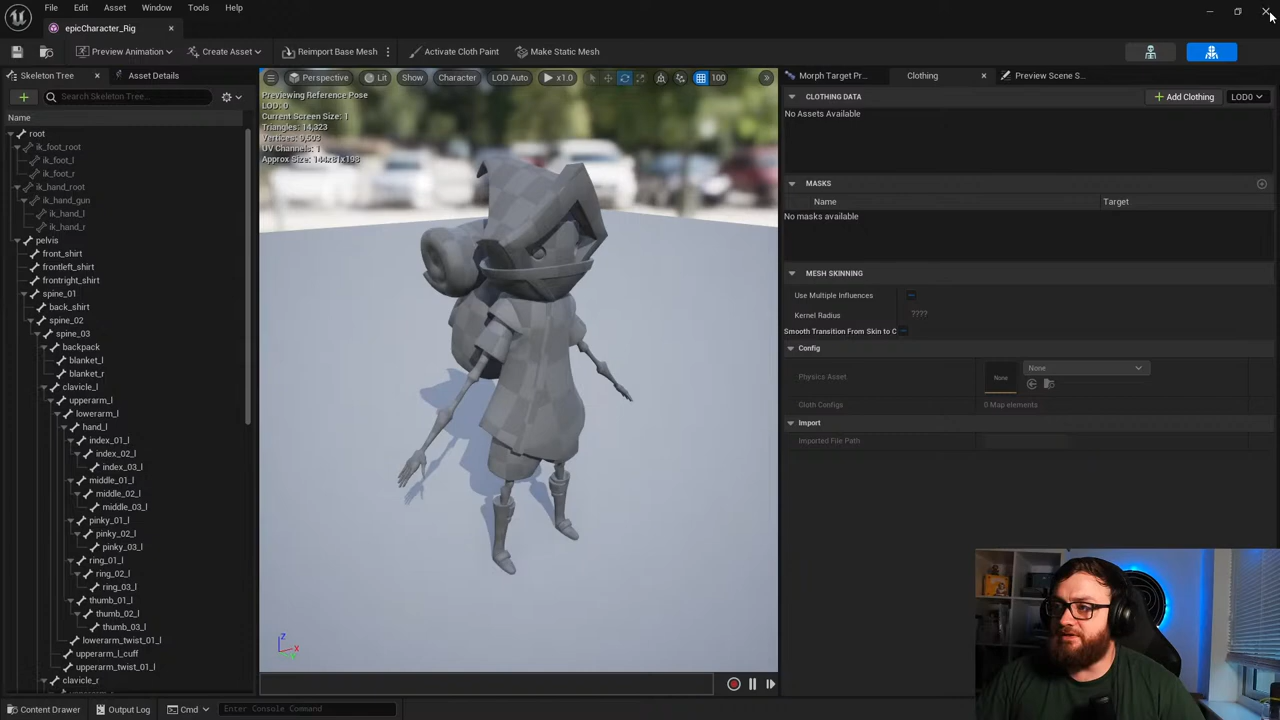 File Edit Asset Window Tools Help
epicCharacter_Rig
Preview Animation Create Asset Reimport Base Mesh Activate Cloth Paint Make Static Mesh
Skeleton Tree Asset Details
Search Skeleton Tree...
Name
root
ik_foot_root
ik_foot_l
ik_foot_r
ik_hand_root
ik_hand_gun
ik_hand_l
ik_hand_r
pelvis
front_shirt
frontleft_shirt
frontright_shirt
spine_01
back_shirt
spine_02
spine_03
backpack
blanket_l
blanket_r
clavicle_l
upperarm_l
lowerarm_l
hand_l
index_01_l
index_02_l
index_03_l
middle_01_l
middle_02_l
middle_03_l
pinky_01_l
pinky_02_l
pinky_03_l
ring_01_l
ring_02_l
ring_03_l
thumb_01_l
thumb_02_l
thumb_03_l
lowerarm_twist_01_l
upperarm_l_cuff
upperarm_twist_01_l
clavicle_r
Perspective Lit Show Character LOD Auto x1.0 100
Previewing Reference Pose
LOD: 0
Current Screen Size: 1
Triangles: 14,323
Vertices: 9,503
UV Channels: 1
Approx Size: 144x81x198
Z
X
Morph Target Pr... Clothing Preview Scene S...
CLOTHING DATA Add Clothing LOD0
No Assets Available
MASKS
Name Target
No masks available
MESH SKINNING
Use Multiple Influences
Kernel Radius ????
Smooth Transition From Skin to C
Config
Physics Asset None None
Cloth Configs 0 Map elements
Import
Imported File Path
Content Drawer Output Log Cmd Enter Console Command